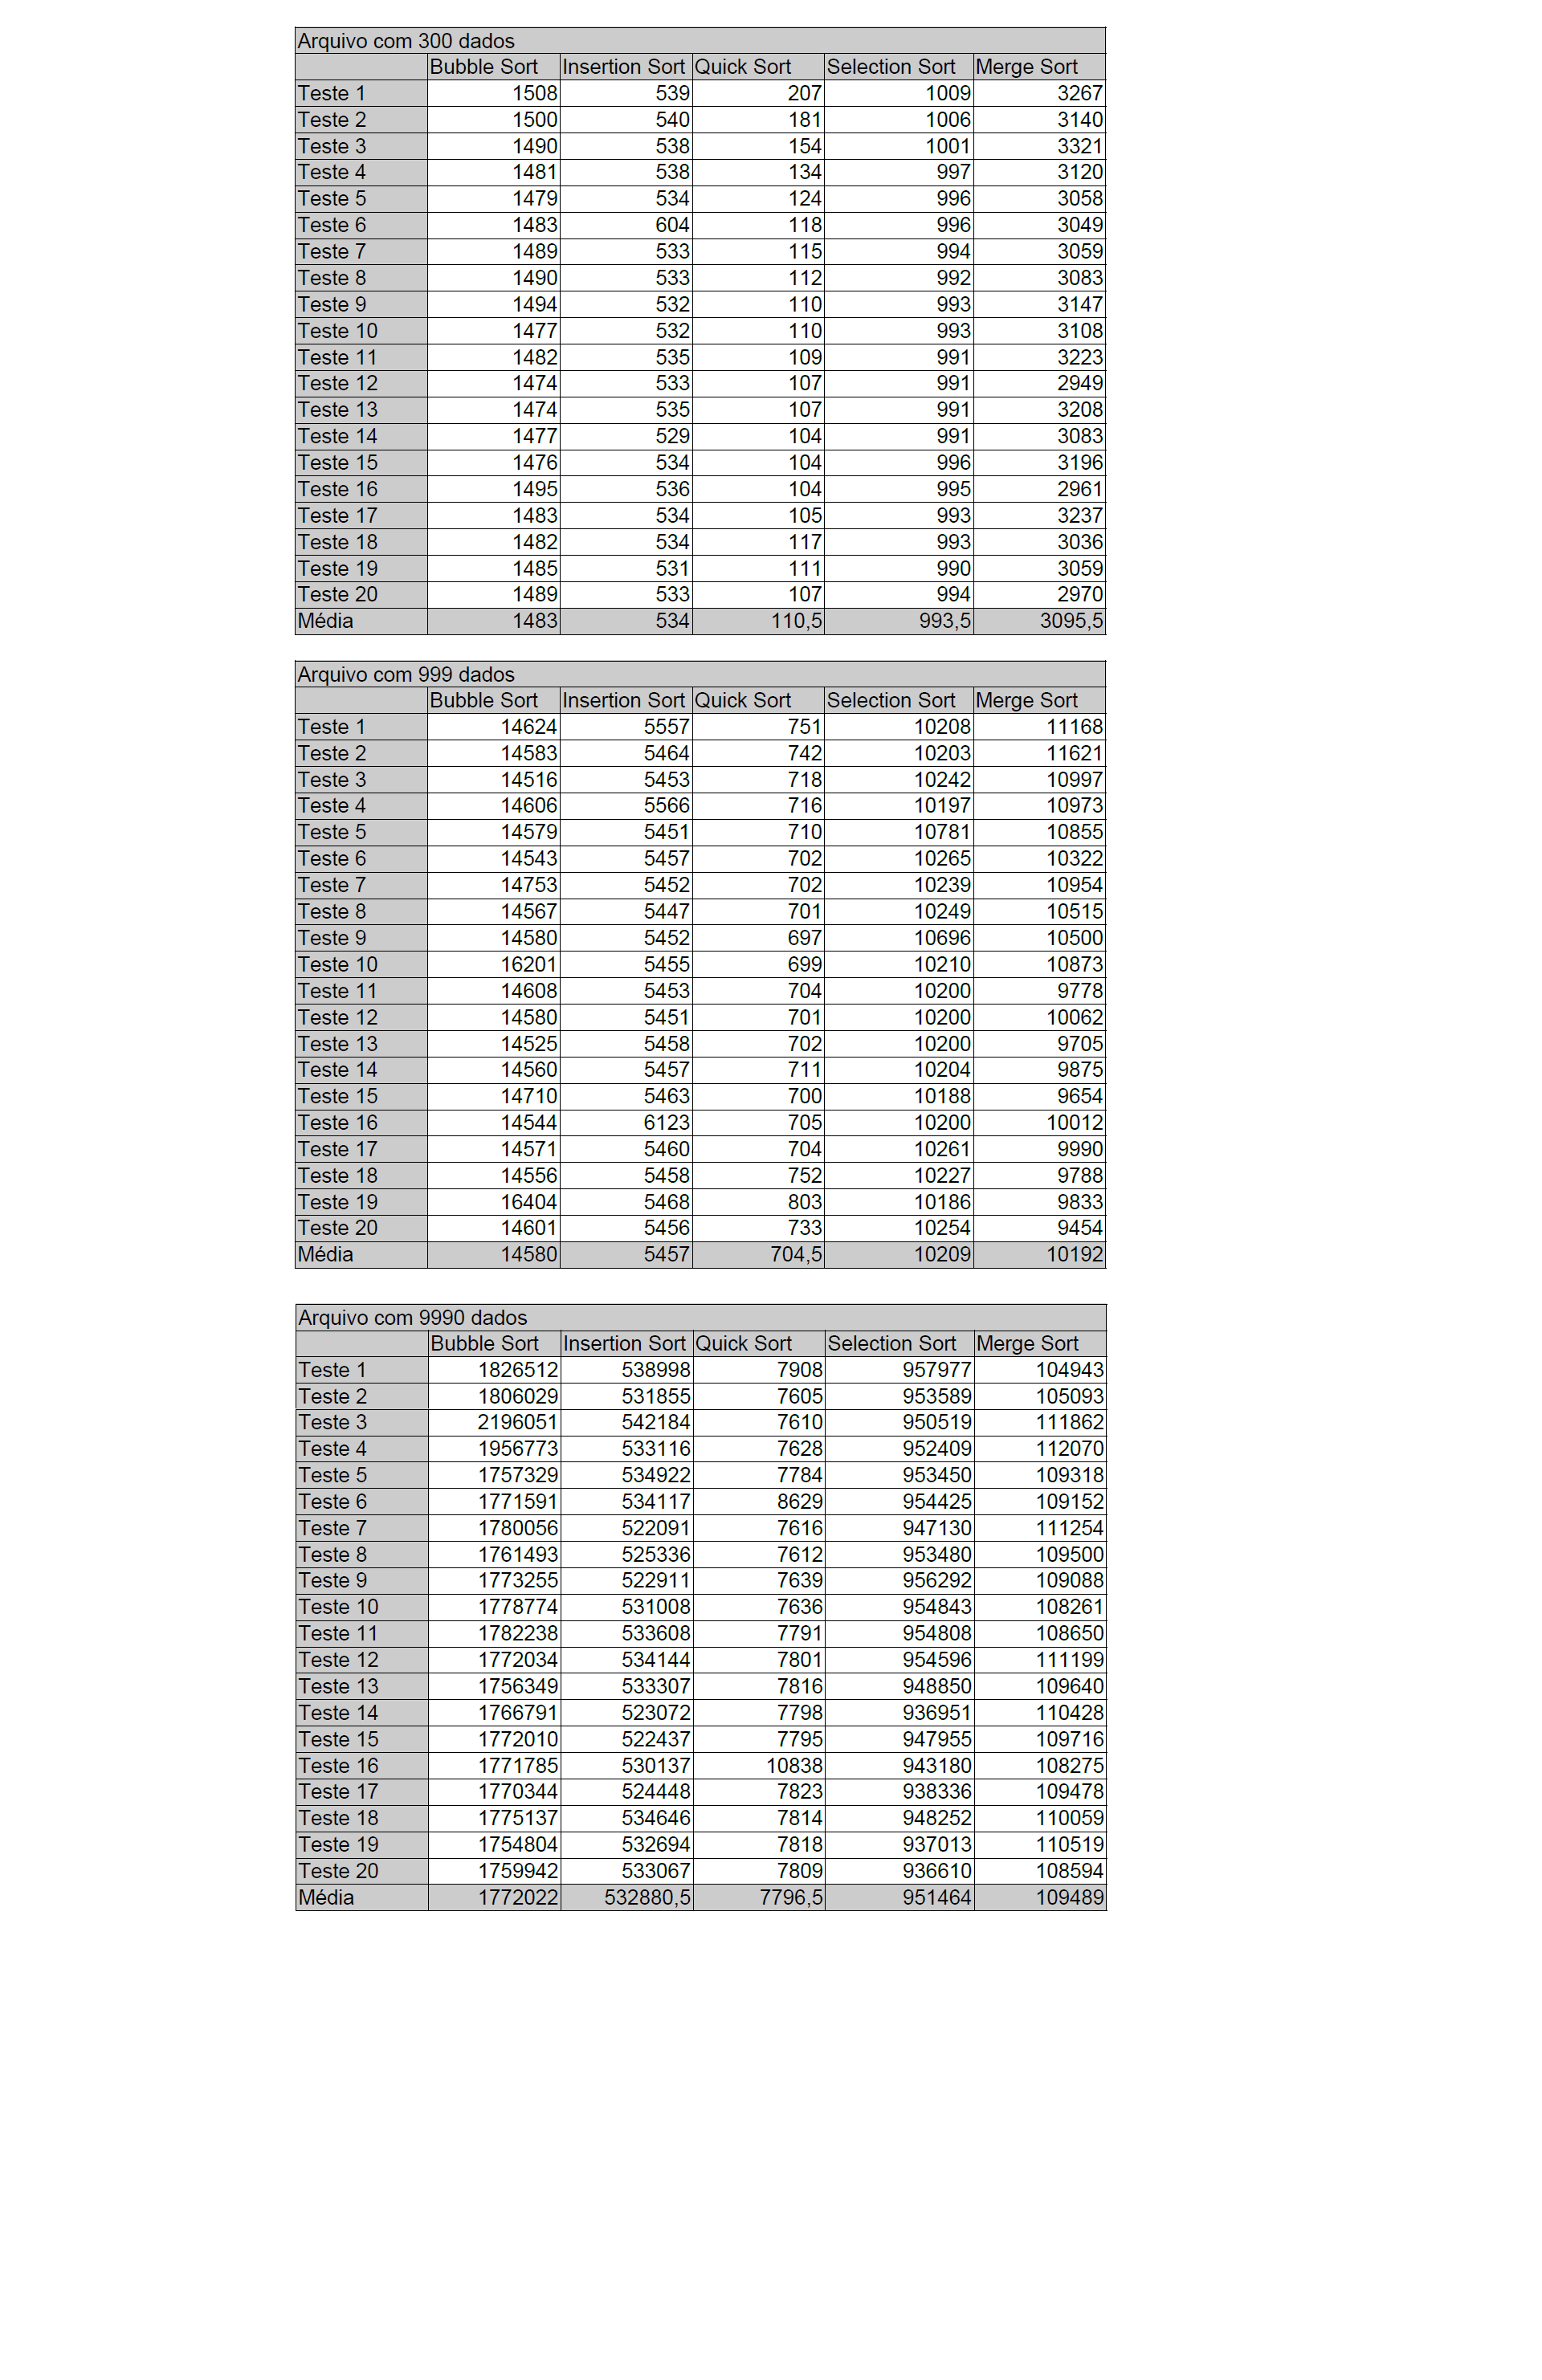 Arquivo com 300 dados
Bubble Sort Insertion Sort Quick Sort Selection Sort Merge Sort
Teste 1 1508 539 207 1009 3267
Teste 2 1500 540 181 1006 3140
Teste 3 1490 538 154 1001 3321
Teste 4 1481 538 134 997 3120
Teste 5 1479 534 124 996 3058
Teste 6 1483 604 118 996 3049
Teste 7 1489 533 115 994 3059
Teste 8 1490 533 112 992 3083
Teste 9 1494 532 110 993 3147
Teste 10 1477 532 110 993 3108
Teste 11 1482 535 109 991 3223
Teste 12 1474 533 107 991 2949
Teste 13 1474 535 107 991 3208
Teste 14 1477 529 104 991 3083
Teste 15 1476 534 104 996 3196
Teste 16 1495 536 104 995 2961
Teste 17 1483 534 105 993 3237
Teste 18 1482 534 117 993 3036
Teste 19 1485 531 111 990 3059
Teste 20 1489 533 107 994 2970
Média 1483 534 110,5 993,5 3095,5
Arquivo com 999 dados
Bubble Sort Insertion Sort Quick Sort Selection Sort Merge Sort
Teste 1 14624 5557 751 10208 11168
Teste 2 14583 5464 742 10203 11621
Teste 3 14516 5453 718 10242 10997
Teste 4 14606 5566 716 10197 10973
Teste 5 14579 5451 710 10781 10855
Teste 6 14543 5457 702 10265 10322
Teste 7 14753 5452 702 10239 10954
Teste 8 14567 5447 701 10249 10515
Teste 9 14580 5452 697 10696 10500
Teste 10 16201 5455 699 10210 10873
Teste 11 14608 5453 704 10200 9778
Teste 12 14580 5451 701 10200 10062
Teste 13 14525 5458 702 10200 9705
Teste 14 14560 5457 711 10204 9875
Teste 15 14710 5463 700 10188 9654
Teste 16 14544 6123 705 10200 10012
Teste 17 14571 5460 704 10261 9990
Teste 18 14556 5458 752 10227 9788
Teste 19 16404 5468 803 10186 9833
Teste 20 14601 5456 733 10254 9454
Média 14580 5457 704,5 10209 10192
Arquivo com 9990 dados
Bubble Sort Insertion Sort Quick Sort Selection Sort Merge Sort
Teste 1 1826512 538998 7908 957977 104943
Teste 2 1806029 531855 7605 953589 105093
Teste 3 2196051 542184 7610 950519 111862
Teste 4 1956773 533116 7628 952409 112070
Teste 5 1757329 534922 7784 953450 109318
Teste 6 1771591 534117 8629 954425 109152
Teste 7 1780056 522091 7616 947130 111254
Teste 8 1761493 525336 7612 953480 109500
Teste 9 1773255 522911 7639 956292 109088
Teste 10 1778774 531008 7636 954843 108261
Teste 11 1782238 533608 7791 954808 108650
Teste 12 1772034 534144 7801 954596 111199
Teste 13 1756349 533307 7816 948850 109640
Teste 14 1766791 523072 7798 936951 110428
Teste 15 1772010 522437 7795 947955 109716
Teste 16 1771785 530137 10838 943180 108275
Teste 17 1770344 524448 7823 938336 109478
Teste 18 1775137 534646 7814 948252 110059
Teste 19 1754804 532694 7818 937013 110519
Teste 20 1759942 533067 7809 936610 108594
Média 1772022 532880,5 7796,5 951464 109489